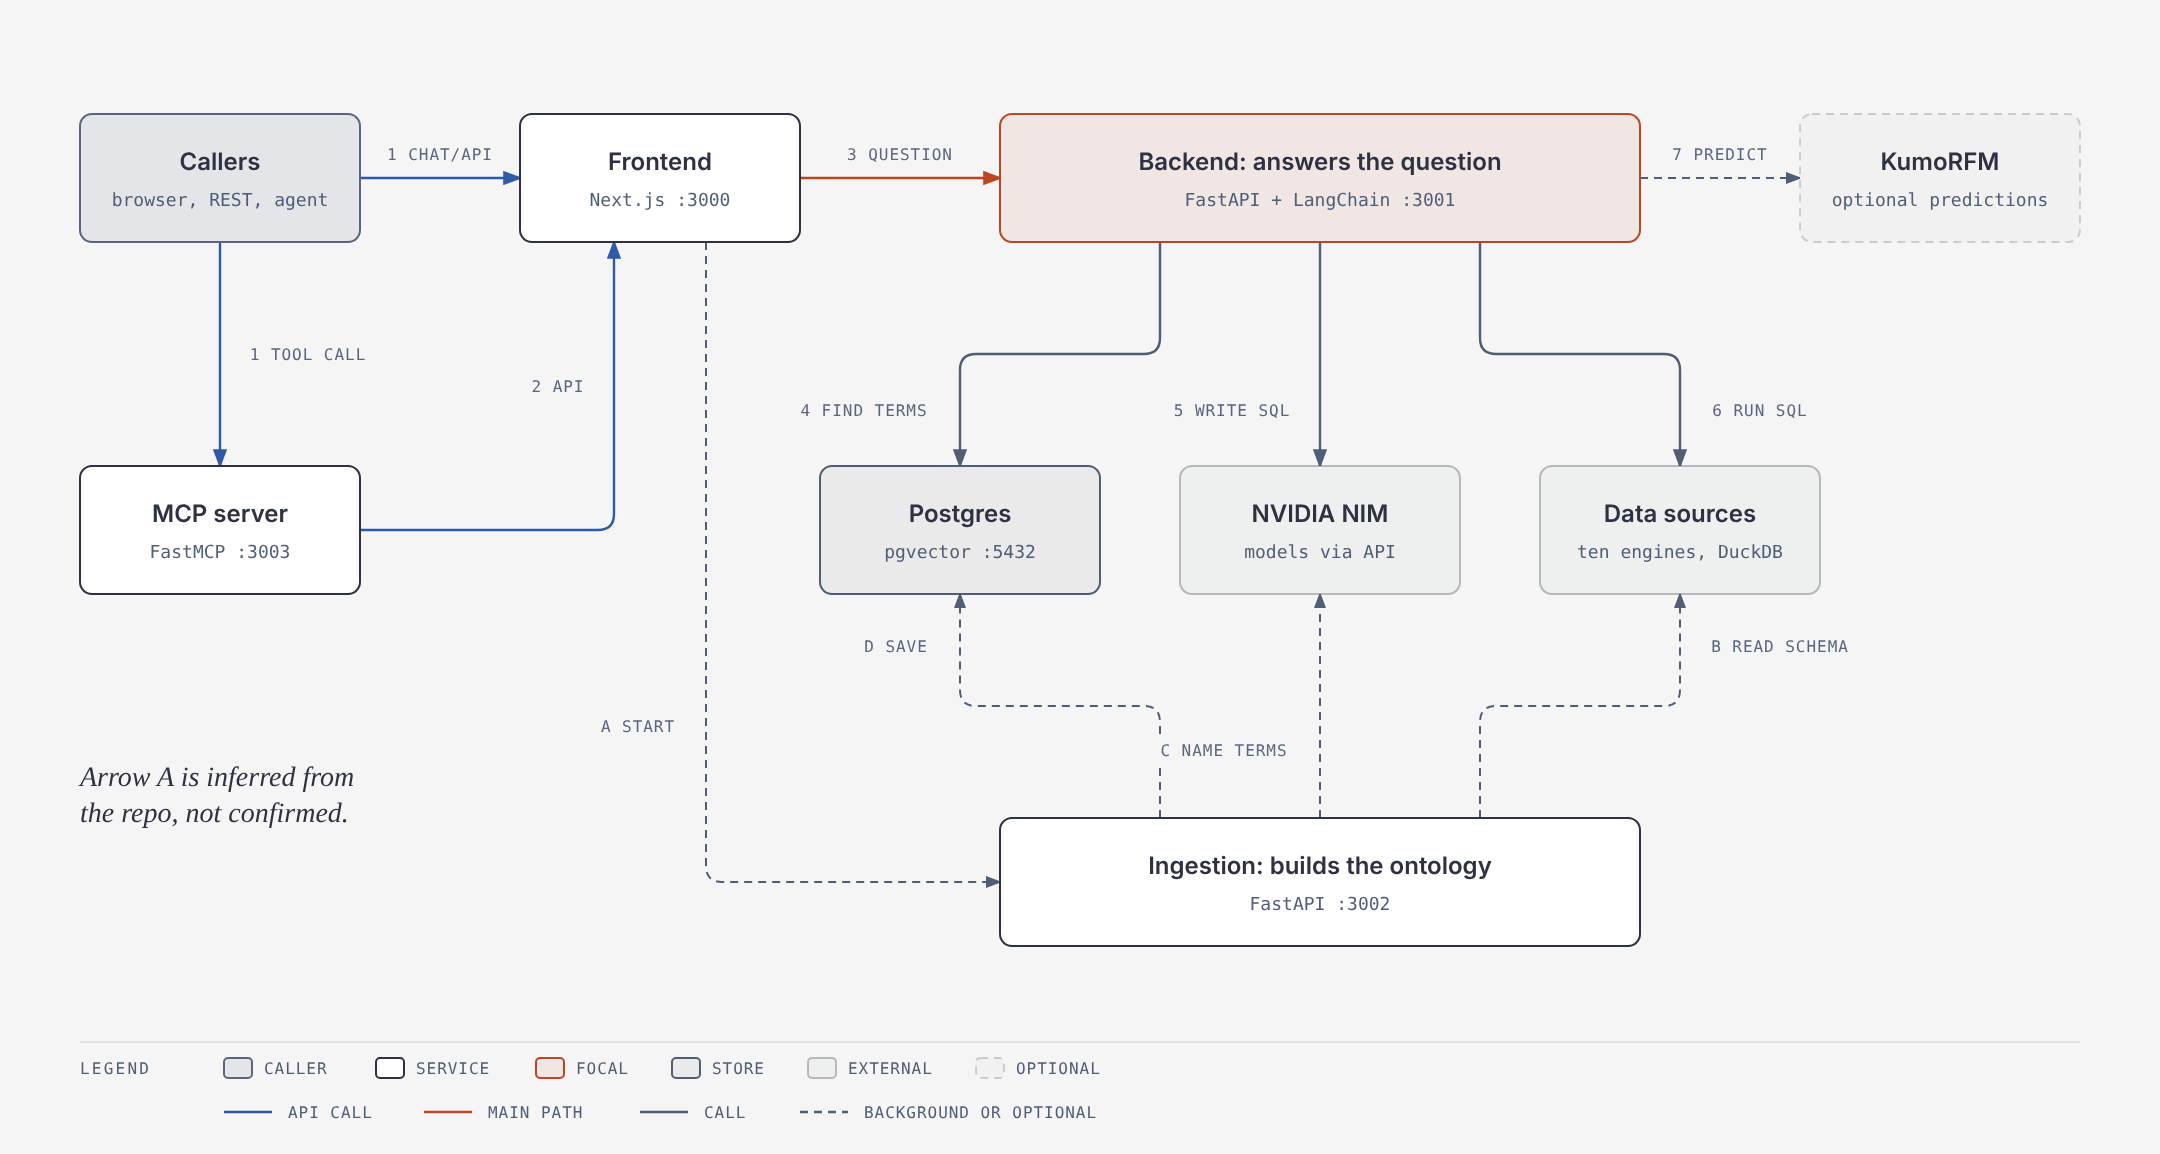 Callers
browser, REST, agent
1 CHAT/API
Frontend
Next.js :3000
3 QUESTION
Backend: answers the question
FastAPI + LangChain :3001
7 PREDICT
KumoRFM
optional predictions
1 TOOL CALL
2 API
4 FIND TERMS
5 WRITE SQL
6 RUN SQL
MCP server
FastMCP :3003
Postgres
pgvector :5432
NVIDIA NIM
models via API
Data sources
ten engines, DuckDB
D SAVE
B READ SCHEMA
A START
C NAME TERMS
Arrow A is inferred from
the repo, not confirmed.
Ingestion: builds the ontology
FastAPI :3002
LEGEND
CALLER
SERVICE
FOCAL
STORE
EXTERNAL
OPTIONAL
API CALL
MAIN PATH
CALL
BACKGROUND OR OPTIONAL